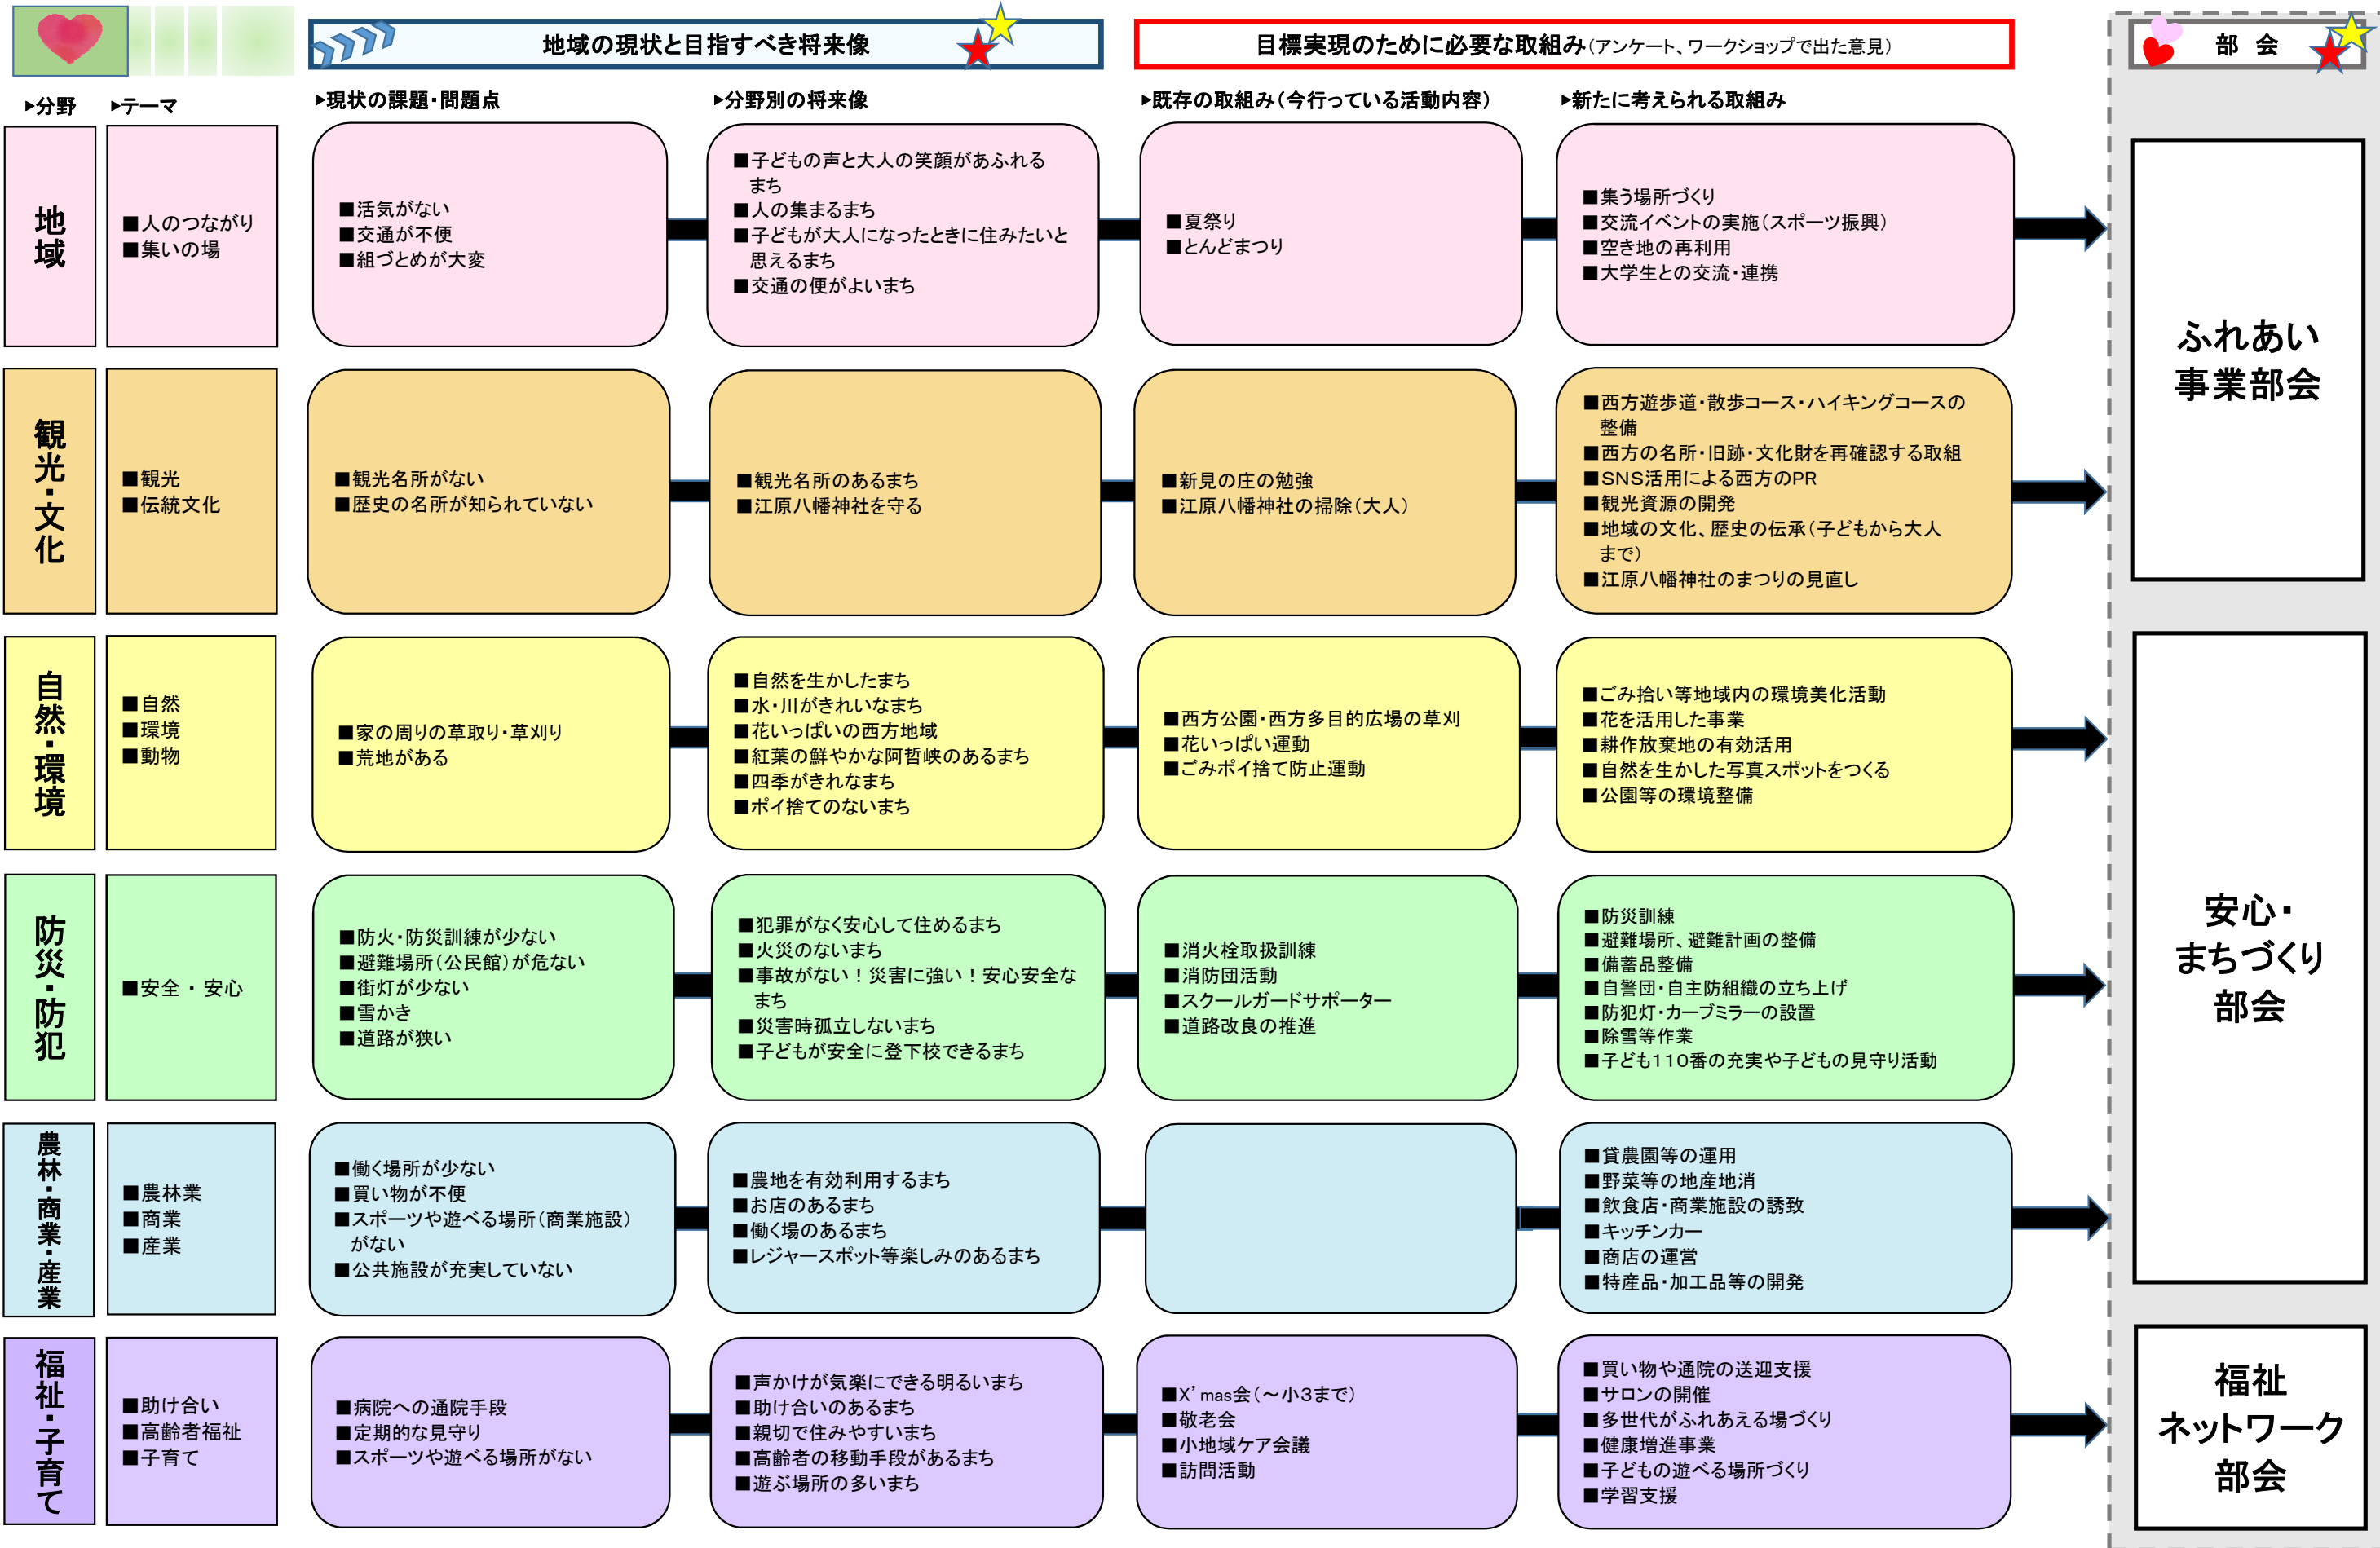 地域の現状と目指すべき将来像
目標実現のために必要な取組み(アンケート、ワークショップで出た意見)
部 会
▶分野
▶テーマ
▶現状の課題・問題点
▶分野別の将来像
▶既存の取組み(今行っている活動内容)
▶新たに考えられる取組み
地域
■人のつながり
■集いの場
■活気がない
■交通が不便
■組づとめが大変
■子どもの声と大人の笑顔があふれる
まち
■人の集まるまち
■子どもが大人になったときに住みたいと
思えるまち
■交通の便がよいまち
■夏祭り
■とんどまつり
■集う場所づくり
■交流イベントの実施(スポーツ振興)
■空き地の再利用
■大学生との交流・連携
ふれあい
事業部会
観光・文化
■観光
■伝統文化
■観光名所がない
■歴史の名所が知られていない
■観光名所のあるまち
■江原八幡神社を守る
■新見の庄の勉強
■江原八幡神社の掃除(大人)
■西方遊歩道・散歩コース・ハイキングコースの
整備
■西方の名所・旧跡・文化財を再確認する取組
■SNS活用による西方のPR
■観光資源の開発
■地域の文化、歴史の伝承(子どもから大人
まで)
■江原八幡神社のまつりの見直し
自然・環境
■自然
■環境
■動物
■家の周りの草取り・草刈り
■荒地がある
■自然を生かしたまち
■水・川がきれいなまち
■花いっぱいの西方地域
■紅葉の鮮やかな阿哲峡のあるまち
■四季がきれなまち
■ポイ捨てのないまち
■西方公園・西方多目的広場の草刈
■花いっぱい運動
■ごみポイ捨て防止運動
■ごみ拾い等地域内の環境美化活動
■花を活用した事業
■耕作放棄地の有効活用
■自然を生かした写真スポットをつくる
■公園等の環境整備
安心・
まちづくり
部会
防災・防犯
■安全・安心
■防火・防災訓練が少ない
■避難場所(公民館)が危ない
■街灯が少ない
■雪かき
■道路が狭い
■犯罪がなく安心して住めるまち
■火災のないまち
■事故がない!災害に強い!安心安全な
まち
■災害時孤立しないまち
■子どもが安全に登下校できるまち
■消火栓取扱訓練
■消防団活動
■スクールガードサポーター
■道路改良の推進
■防災訓練
■避難場所、避難計画の整備
■備蓄品整備
■自警団・自主防組織の立ち上げ
■防犯灯・カーブミラーの設置
■除雪等作業
■子ども110番の充実や子どもの見守り活動
農林・商業・産業
■農林業
■商業
■産業
■働く場所が少ない
■買い物が不便
■スポーツや遊べる場所(商業施設)
がない
■公共施設が充実していない
■農地を有効利用するまち
■お店のあるまち
■働く場のあるまち
■レジャースポット等楽しみのあるまち
■貸農園等の運用
■野菜等の地産地消
■飲食店・商業施設の誘致
■キッチンカー
■商店の運営
■特産品・加工品等の開発
福祉・子育て
■助け合い
■高齢者福祉
■子育て
■病院への通院手段
■定期的な見守り
■スポーツや遊べる場所がない
■声かけが気楽にできる明るいまち
■助け合いのあるまち
■親切で住みやすいまち
■高齢者の移動手段があるまち
■遊ぶ場所の多いまち
■X’mas会(~小3まで)
■敬老会
■小地域ケア会議
■訪問活動
■買い物や通院の送迎支援
■サロンの開催
■多世代がふれあえる場づくり
■健康増進事業
■子どもの遊べる場所づくり
■学習支援
福祉
ネットワーク
部会